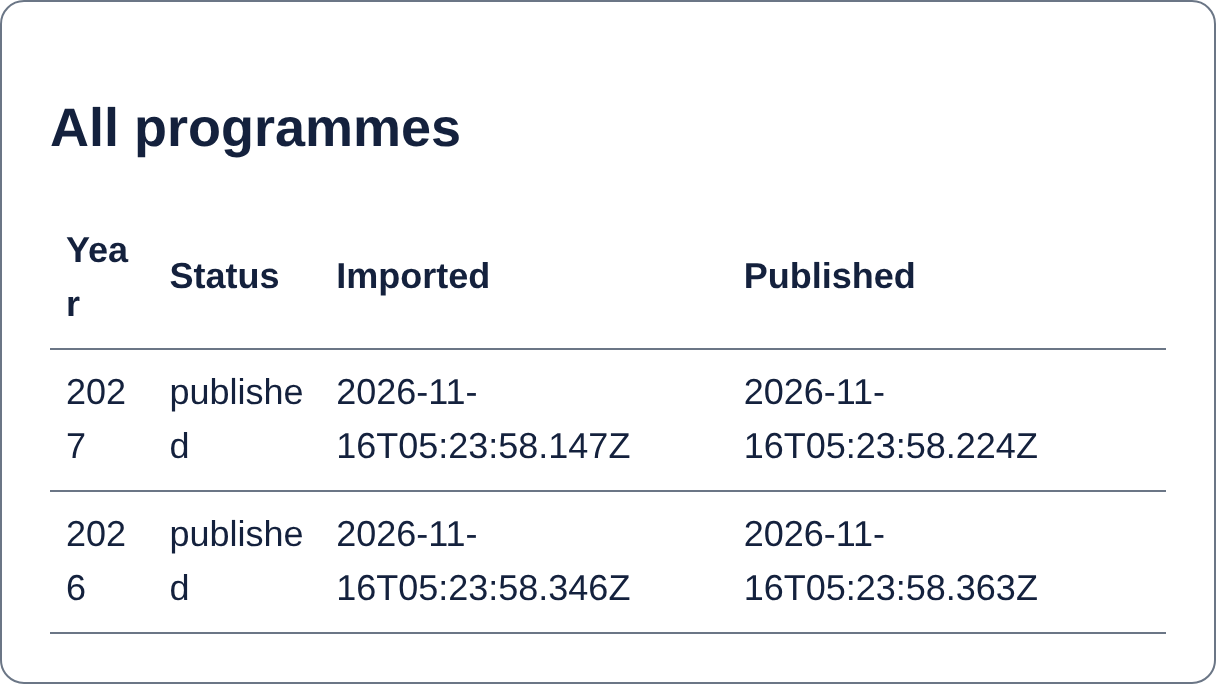 All programmes
Yea
r
Status
Imported
Published
202
7
publishe
d
2026-11-
16T05:23:58.147Z
2026-11-
16T05:23:58.224Z
202
6
publishe
d
2026-11-
16T05:23:58.346Z
2026-11-
16T05:23:58.363Z